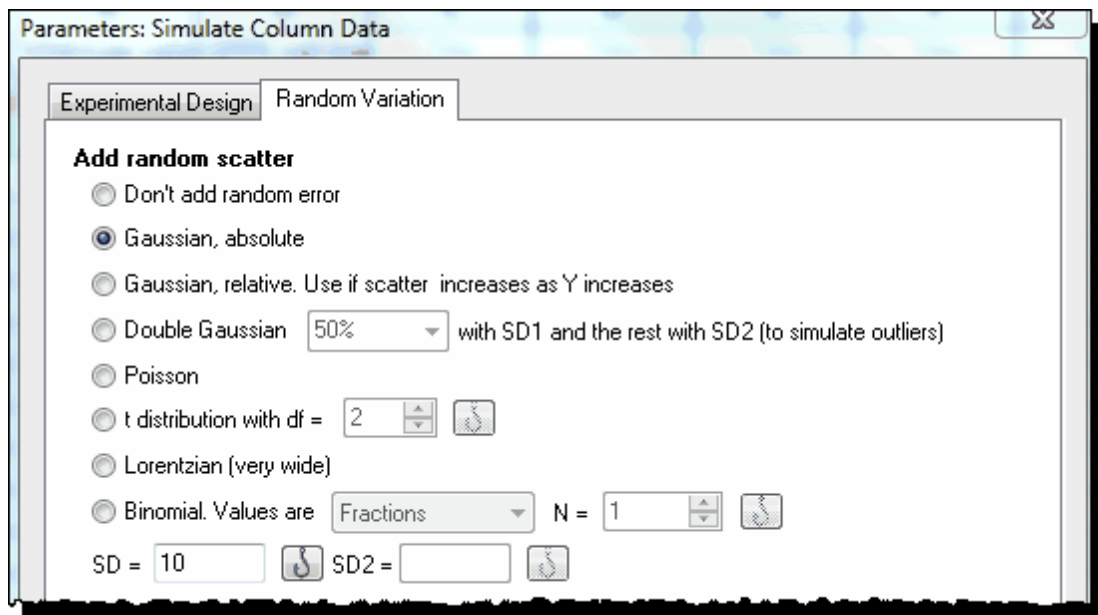 Parameters: Simulate Column Data
Experimental Design Random Variation
Add random scatter
Don't add random error
Gaussian, absolute
Gaussian, relative. Use if scatter increases as Y increases
Double Gaussian 50% with SD1 and the rest with SD2 (to simulate outliers)
Poisson
t distribution with df = 2
Lorentzian (very wide)
Binomial. Values are Fractions N = 1
SD = 10 SD2 =